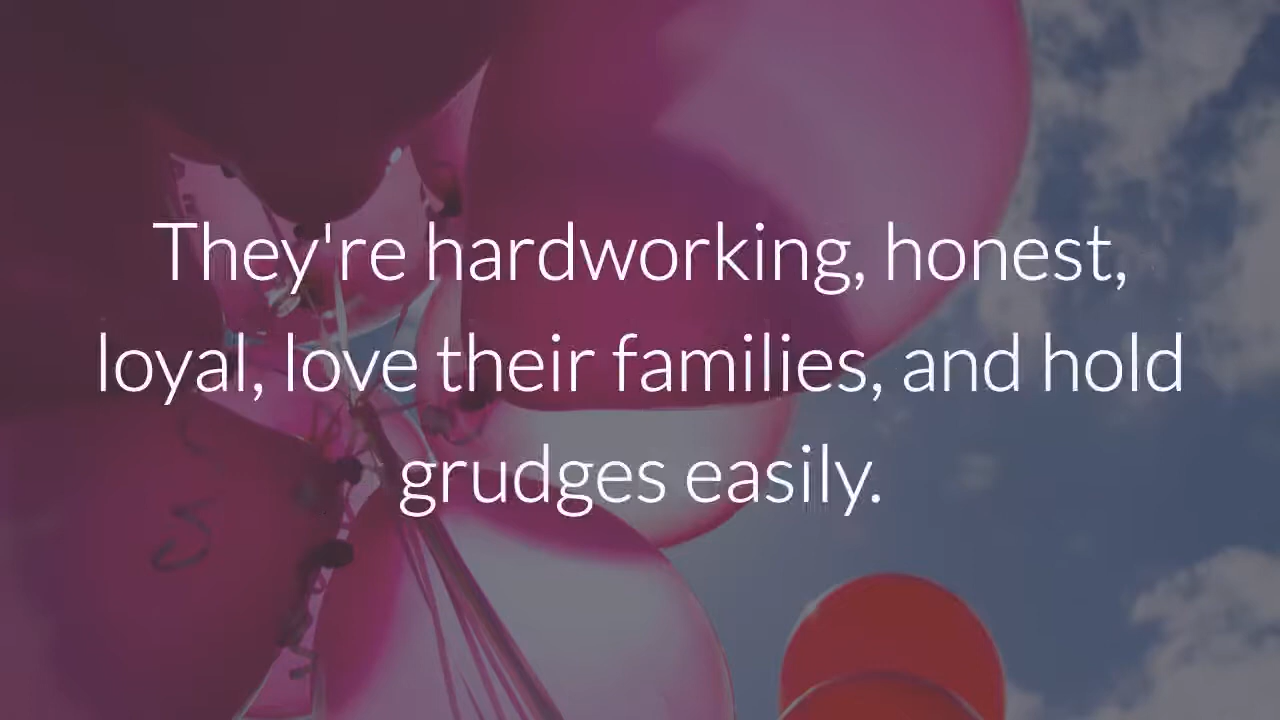 They're hardworking, honest,
loyal, love their families, and hold
grudges easily.